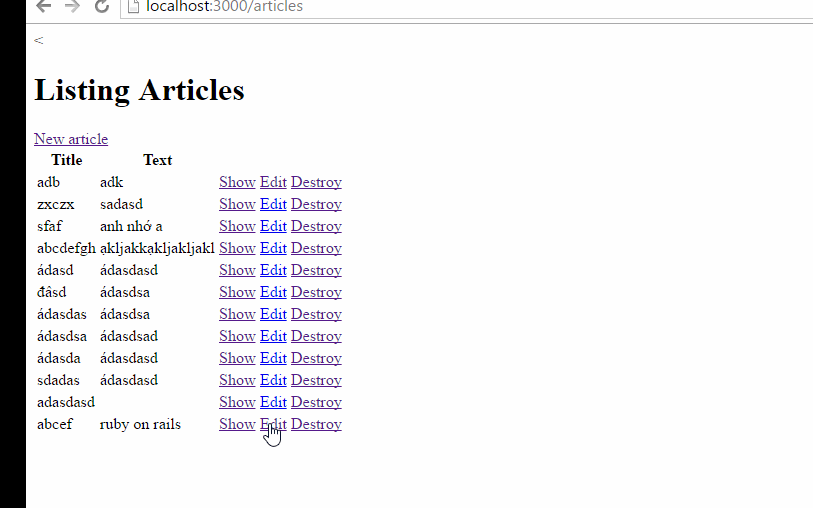 localhost:3000/articles
<
Listing Articles
New article
Title Text
adb adk Show Edit Destroy
zxczx sadasd Show Edit Destroy
sfaf anh nhớ a Show Edit Destroy
abcdefgh ạkljakkạkljakljakl Show Edit Destroy
ádasd ádasdasd Show Edit Destroy
đâsd ádasdsa Show Edit Destroy
ádasdas ádasdsa Show Edit Destroy
ádasdsa ádasdsad Show Edit Destroy
ádasda ádasdasd Show Edit Destroy
sdadas ádasdasd Show Edit Destroy
adasdasd Show Edit Destroy
abcef ruby on rails Show Edit Destroy